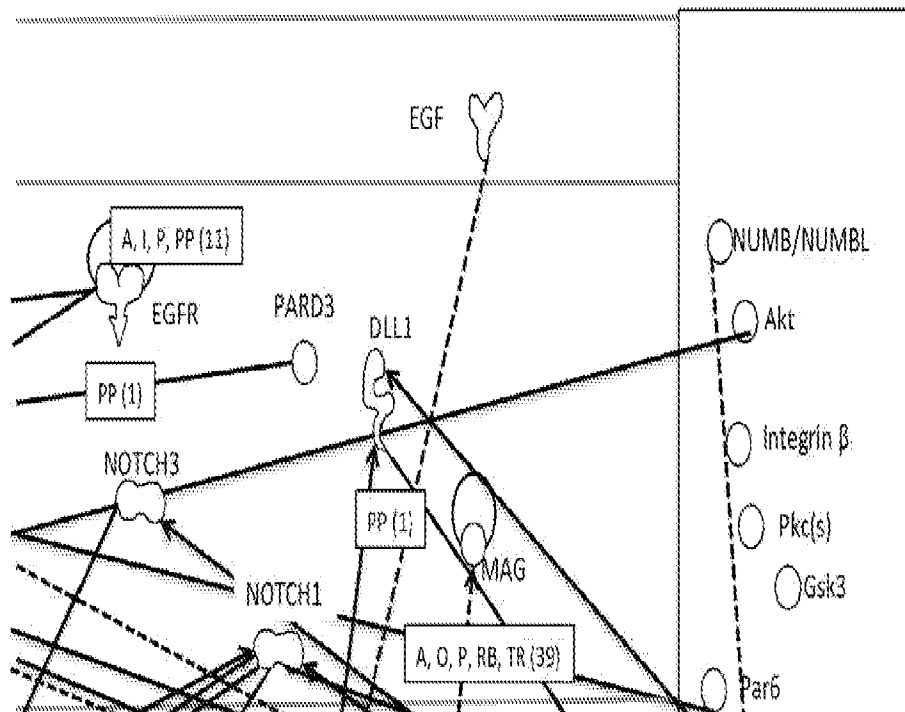 EGF
NUMB/NUMBL
A, I, P, PP (11)
EGFR
PARD3
DLL1
Akt
PP (1)
Integrin β
NOTCH3
PP (1)
Pkc(s)
MAG
Gsk3
NOTCH1
A, O, P, RB, TR (39)
Par6